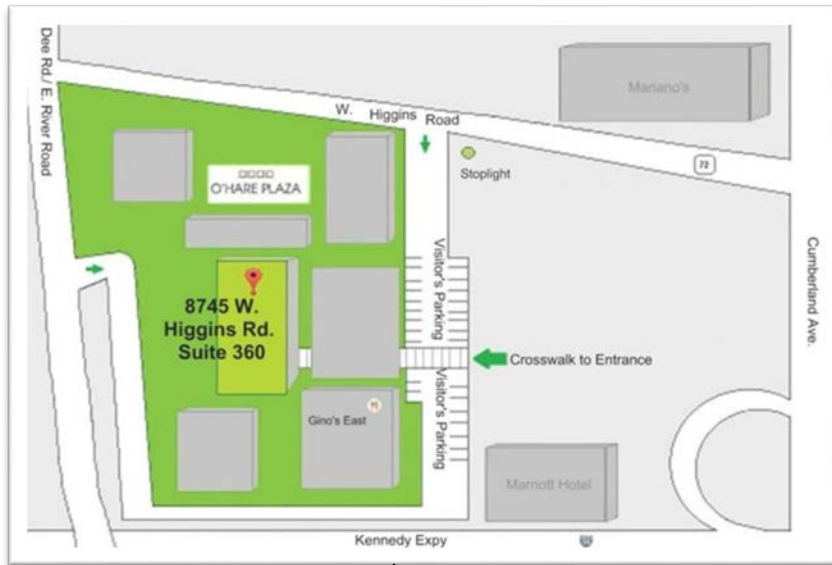 Dee Rd./ E. River Road
W. Higgins Road
Mariano's
72
Stoplight
O'HARE PLAZA
Visitor's Parking
Cumberland Ave.
8745 W.
Higgins Rd.
Suite 360
Crosswalk to Entrance
Visitor's Parking
Gino's East
Marriott Hotel
Kennedy Expy